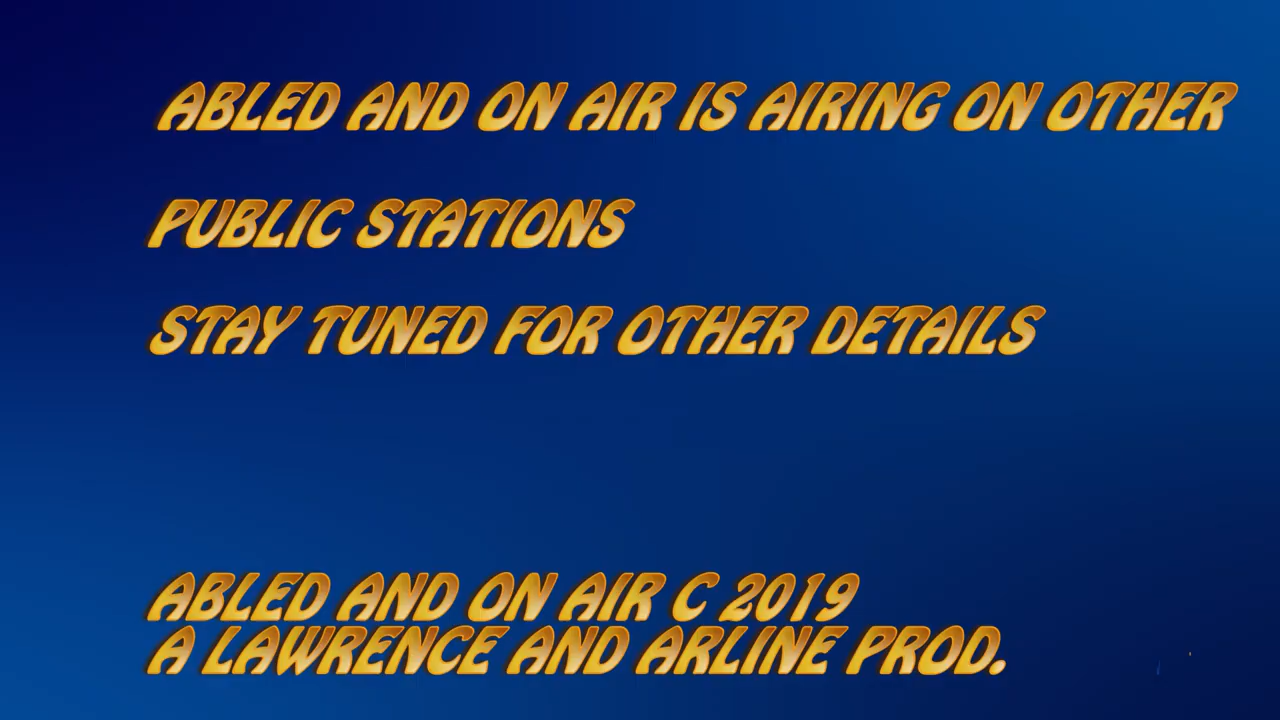 ABLED AND ON AIR IS AIRING ON OTHER
PUBLIC STATIONS
STAY TUNED FOR OTHER DETAILS
ABLED AND ON AIR C 2019
A LAWRENCE AND ARLINE PROD.